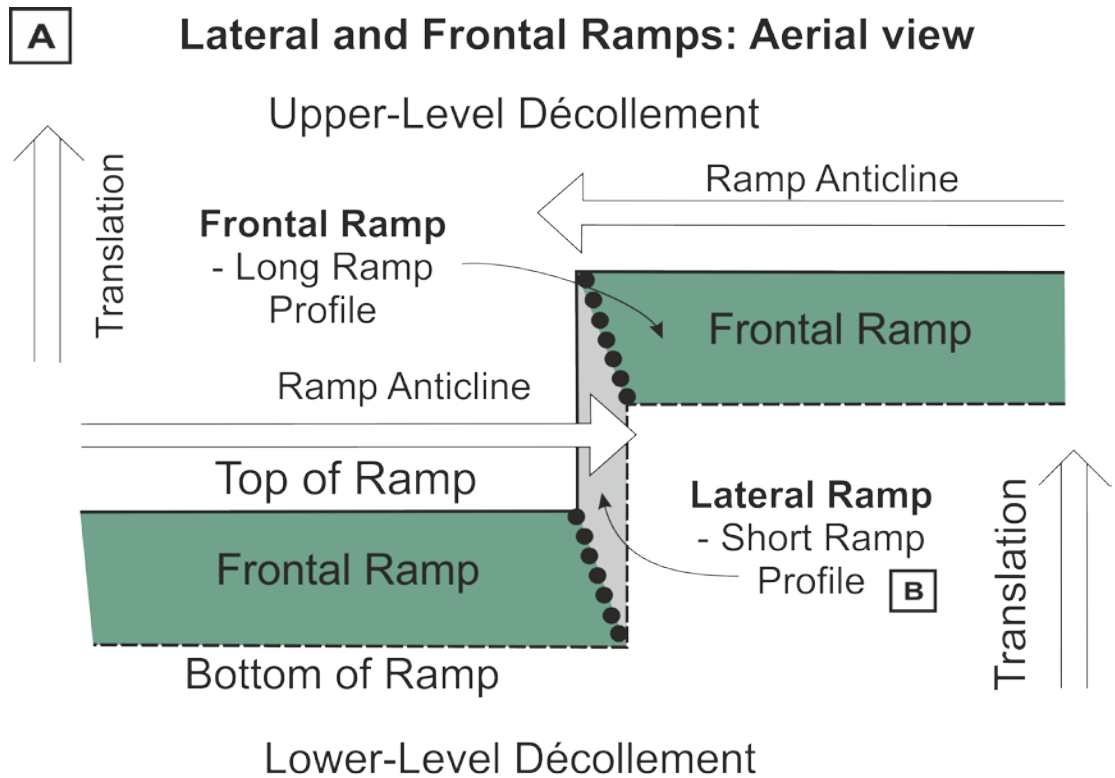 A
Lateral and Frontal Ramps: Aerial view
Upper-Level Décollement
Translation
Ramp Anticline
Frontal Ramp
- Long Ramp
Profile
Frontal Ramp
Ramp Anticline
Top of Ramp
Lateral Ramp
- Short Ramp
Profile
B
Translation
Frontal Ramp
Bottom of Ramp
Lower-Level Décollement